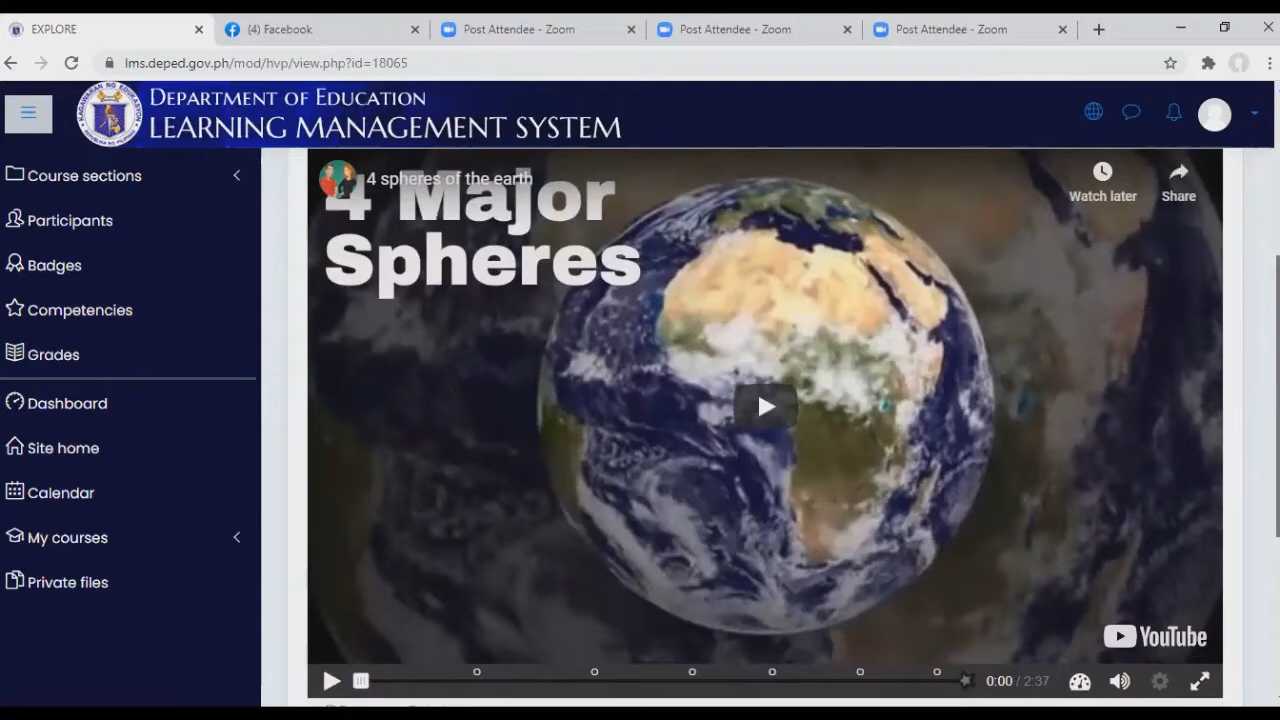 EXPLORE
(4) Facebook
Post Attendee - Zoom
Post Attendee - Zoom
Post Attendee - Zoom
lms.deped.gov.ph/mod/hvp/view.php?id=18065
DEPARTMENT OF EDUCATION
LEARNING MANAGEMENT SYSTEM
Course sections
Participants
Badges
Competencies
Grades
Dashboard
Site home
Calendar
My courses
Private files
4 spheres of the earth
Watch later
Share
4 Major
Spheres
YouTube
0:00 / 2:37